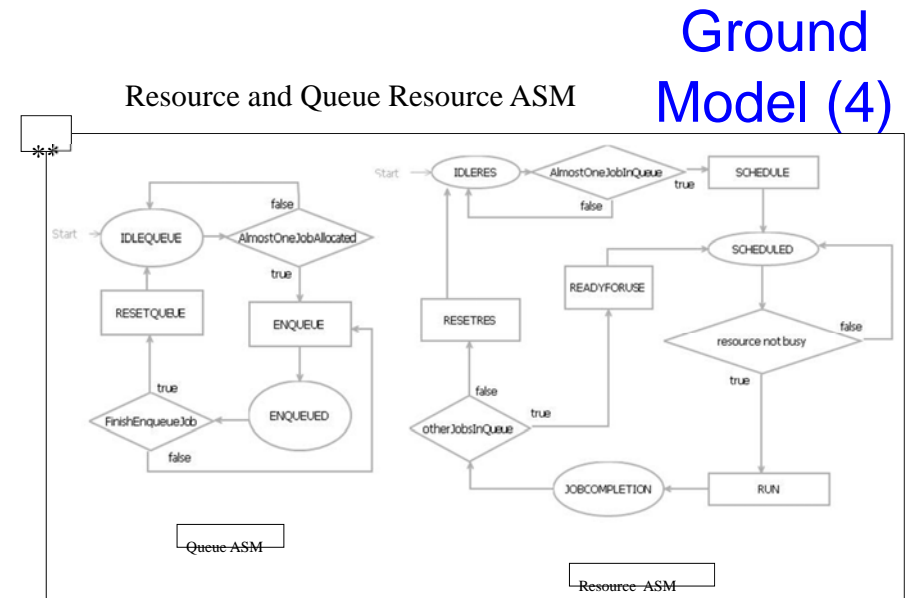 Ground
Model (4)
Resource and Queue Resource ASM
**
Start
IDLEQUEUE
false
AlmostOneJobAllocated
true
RESETQUEUE
ENQUEUE
true
FinishEnqueueJob
ENQUEUED
false
Queue ASM
Start
IDLERES
AlmostOneJobInQueue
true
SCHEDULE
false
SCHEDULED
READYFORUSE
RESETRES
resource not busy
false
true
false
otherJobsInQueue
true
JOBCOMPLETION
RUN
Resource ASM